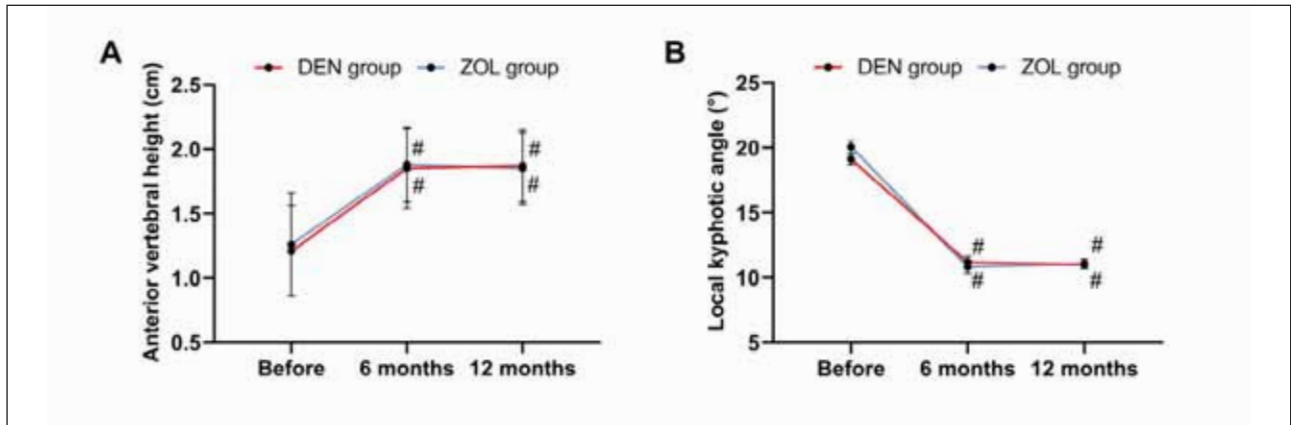 A
DEN group ZOL group
Anterior vertebral height (cm)
2.5
2.0
1.5
1.0
0.5
#
#
#
#
Before 6 months 12 months
B
DEN group ZOL group
Local kyphotic angle (°)
25
20
15
10
5
#
#
#
#
Before 6 months 12 months